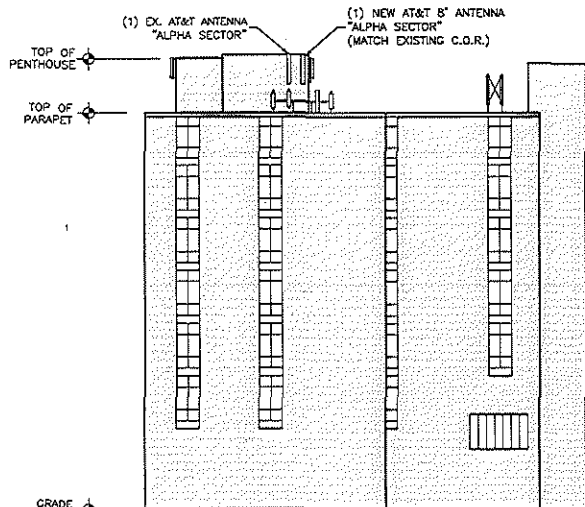 (1) EX. AT&T ANTENNA
"ALPHA SECTOR"
(1) NEW AT&T 8' ANTENNA
"ALPHA SECTOR"
(MATCH EXISTING C.O.R.)
TOP OF
PENTHOUSE
TOP OF
PARAPET
1
GRADE